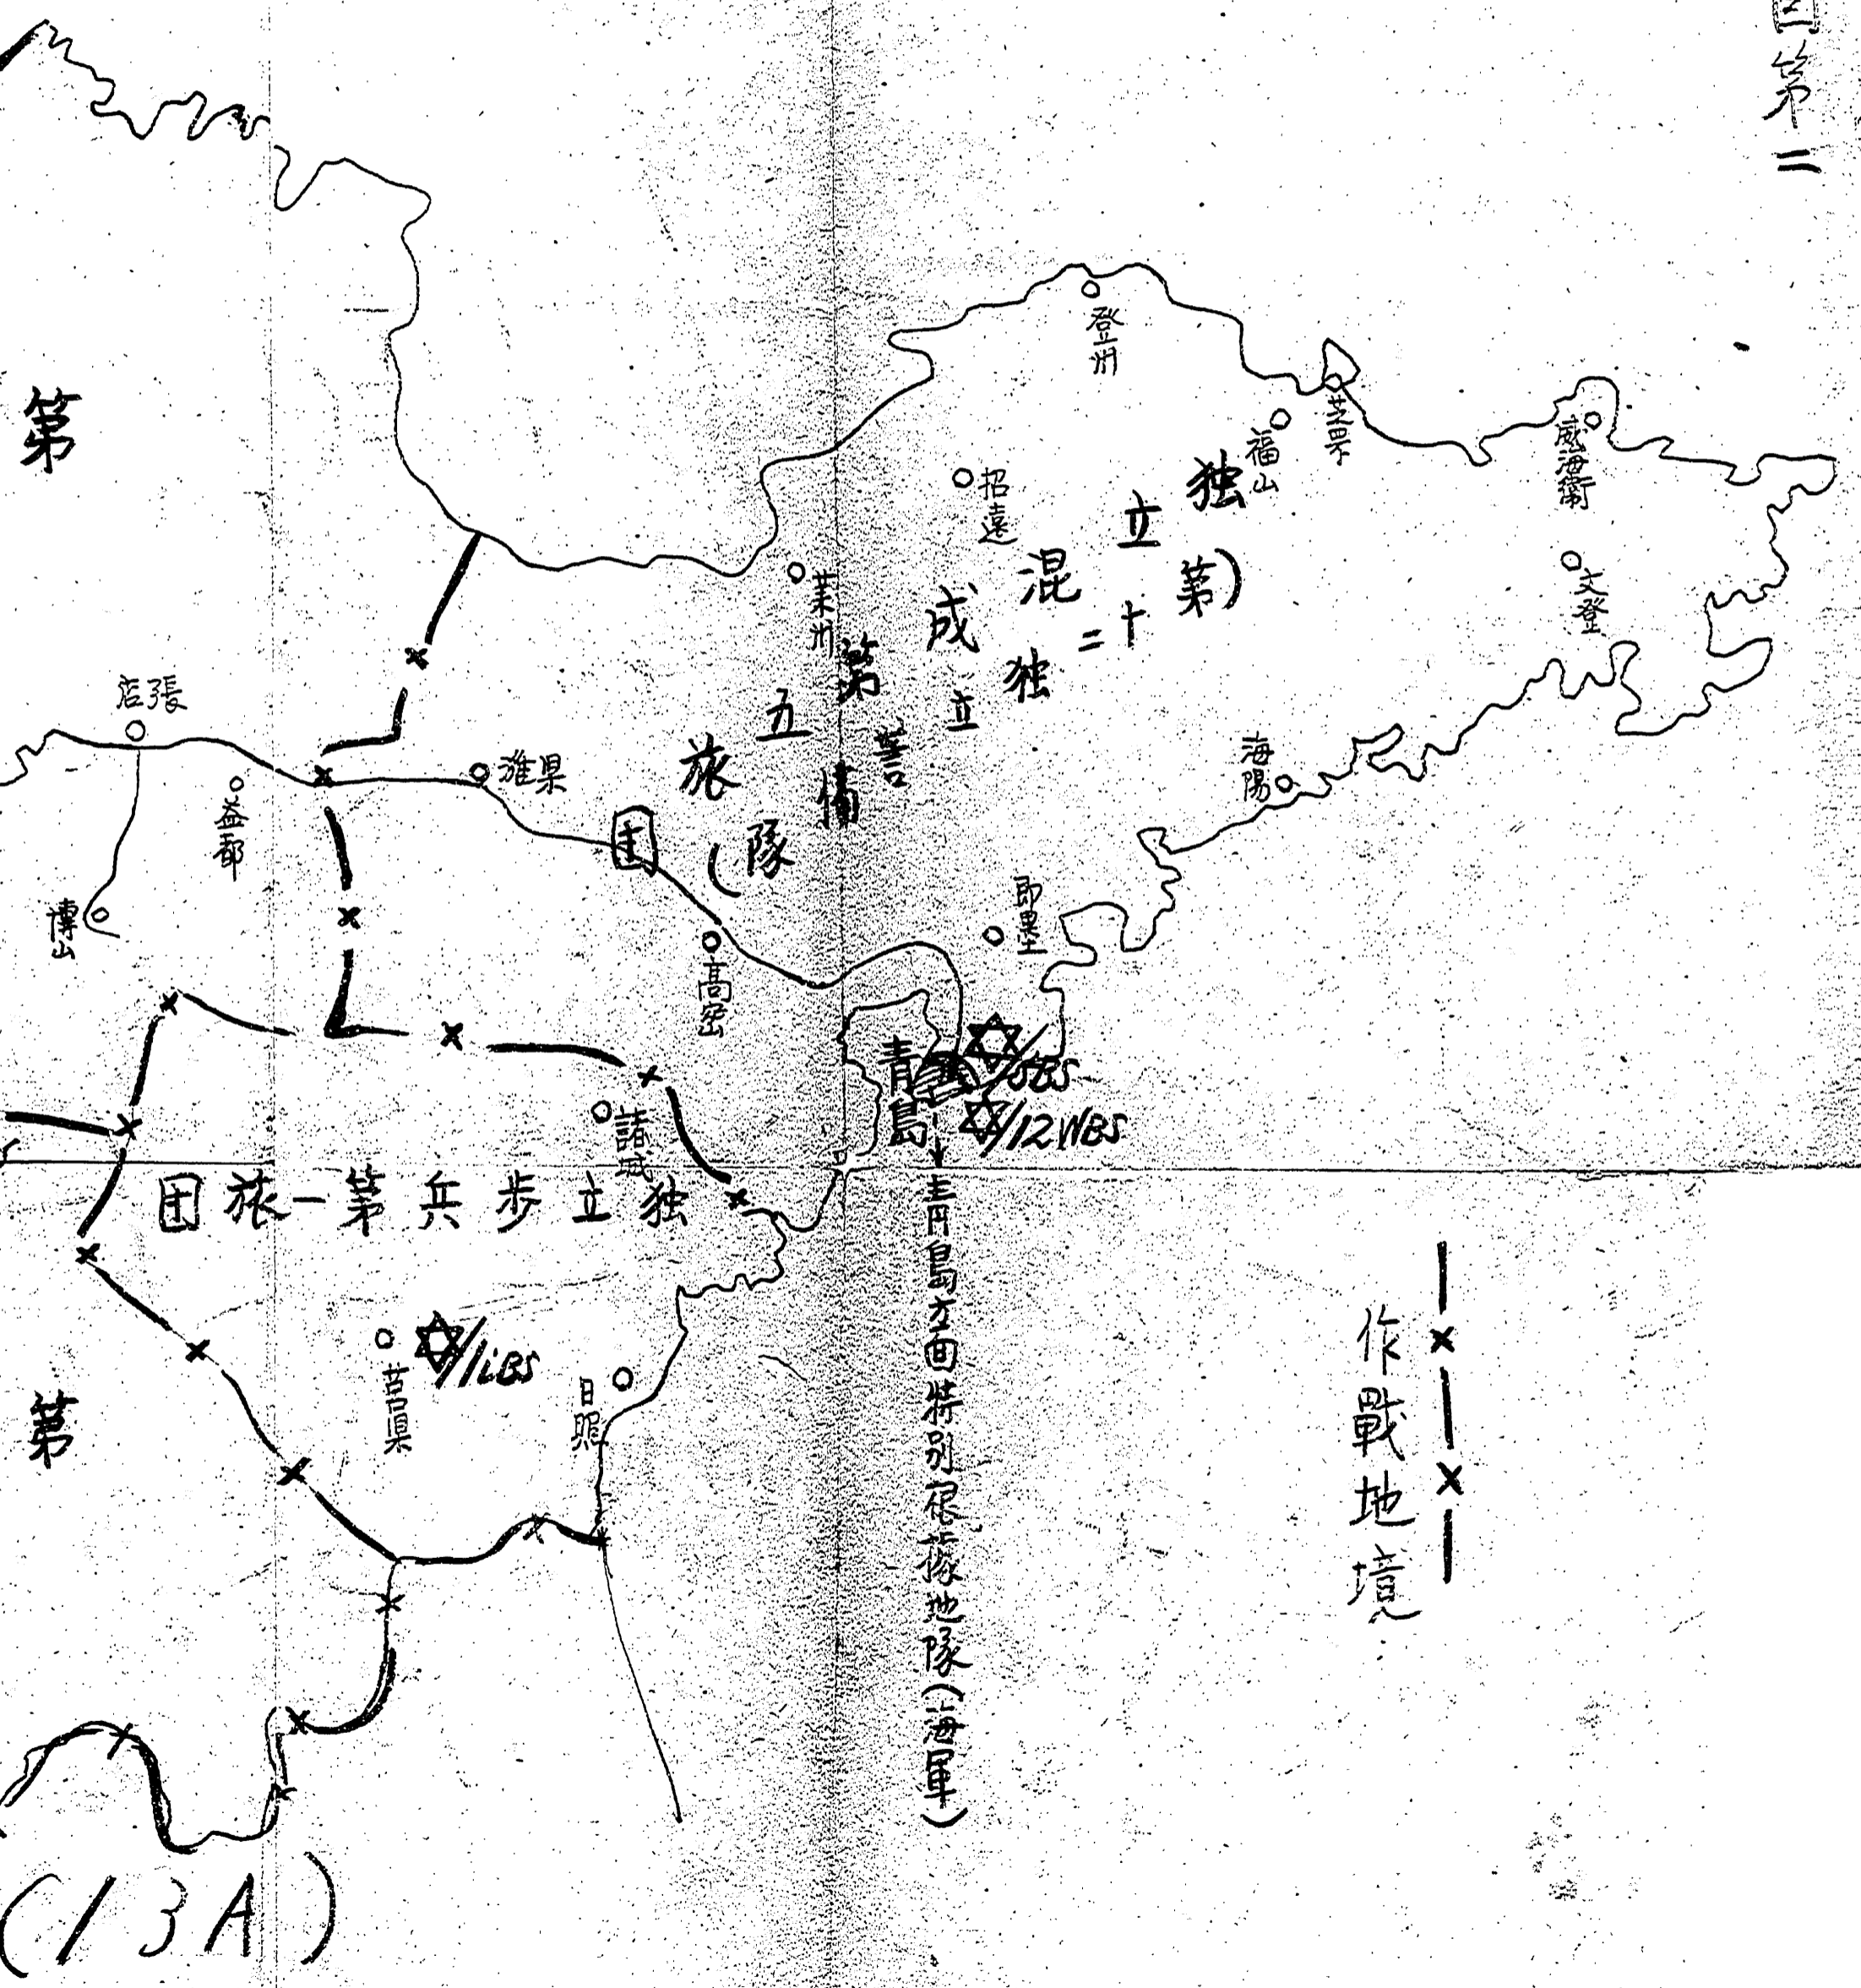 第二
第
登州
芝罘
福山
威海衛
招遠
文登
萊州
独立混成第五旅団
(第十二独立警備隊)
張店
濰県
益都
博山
海陽
即墨
高密
青島
/5BS
/12WBS
諸城
独立歩兵第一旅団
青島方面特別根拠地隊(海軍)
/1iBS
莒県
日照
第
作戰地境
(13A)